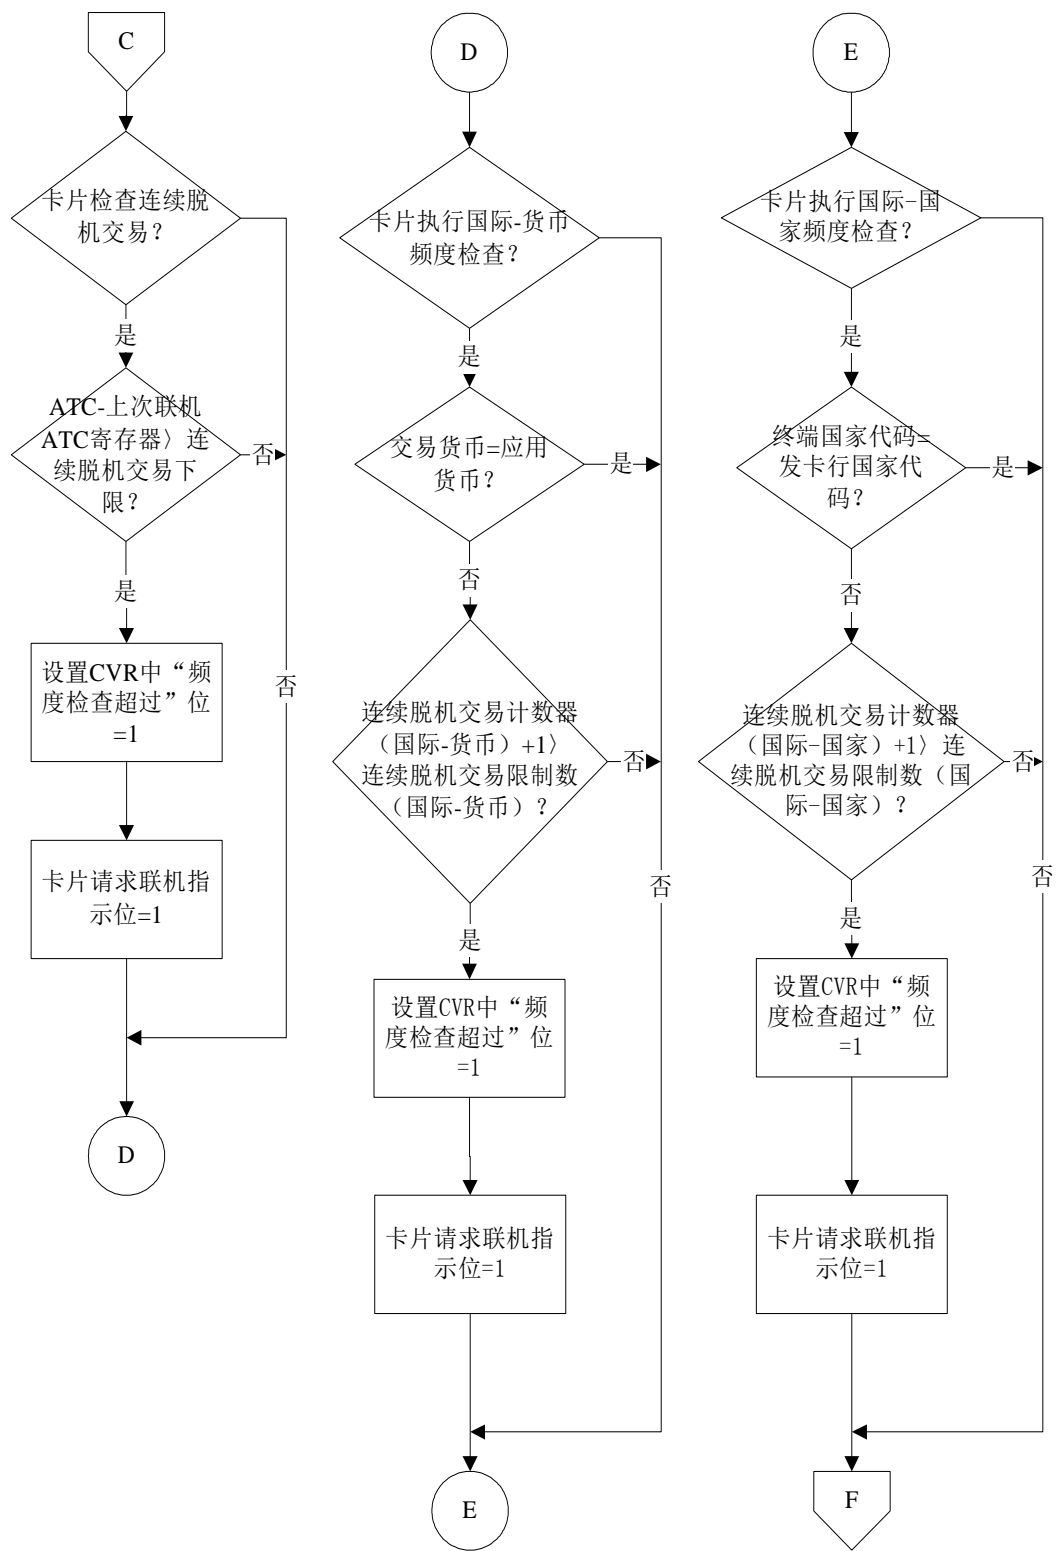 C
卡片检查连续脱
机交易？
是
ATC-上次联机
ATC寄存器〉连
续脱机交易下
限？
否
是
设置CVR中“频
度检查超过”位
=1
否
卡片请求联机指
示位=1
D
D
卡片执行国际-货币
频度检查？
是
交易货币=应用
货币？
是
否
连续脱机交易计数器
（国际-货币）+1〉
连续脱机交易限制数
（国际-货币）？
否
否
是
设置CVR中“频
度检查超过”位
=1
卡片请求联机指
示位=1
E
E
卡片执行国际-国
家频度检查？
是
终端国家代码=
发卡行国家代
码？
是
否
连续脱机交易计数器
（国际-国家）+1〉连
续脱机交易限制数（国
际-国家）？
否
否
是
设置CVR中“频
度检查超过”位
=1
卡片请求联机指
示位=1
F